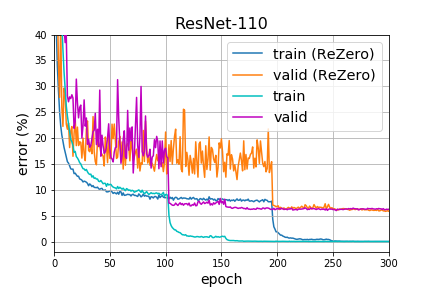 ResNet-110
40
35
30
25
20
15
10
5
0
error (%)
train (ReZero)
valid (ReZero)
train
valid
0 50 100 150 200 250 300
epoch